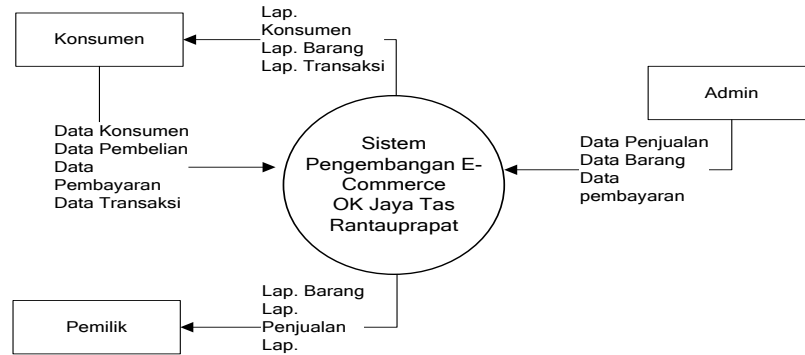 Lap.
Konsumen
Lap. Barang
Lap. Transaksi
Konsumen
Admin
Data Konsumen
Data Pembelian
Data
Pembayaran
Data Transaksi
Sistem
Pengembangan E-
Commerce
OK Jaya Tas
Rantauprapat
Data Penjualan
Data Barang
Data
pembayaran
Lap. Barang
Lap.
Penjualan
Lap.
Pemilik